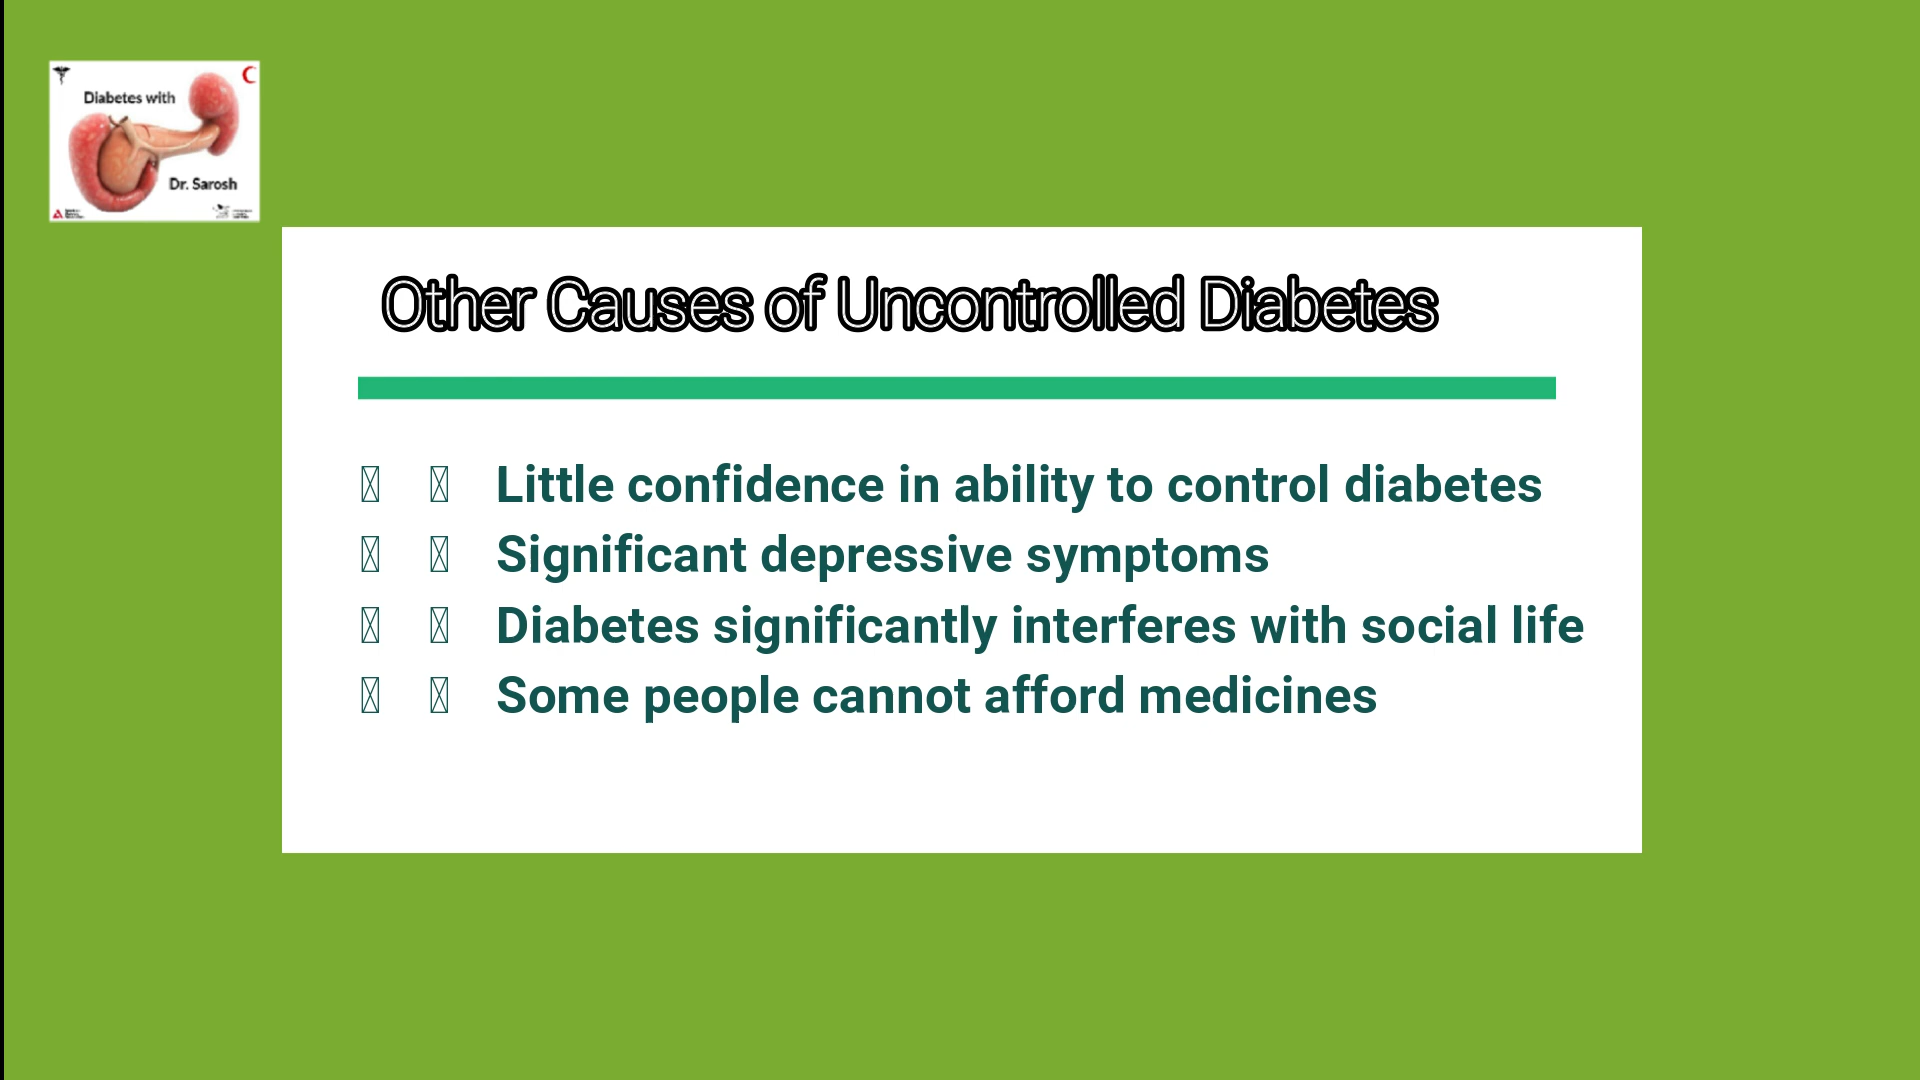 Diabetes with
Dr. Sarosh
Other Causes of Uncontrolled Diabetes
Little confidence in ability to control diabetes
Significant depressive symptoms
Diabetes significantly interferes with social life
Some people cannot afford medicines